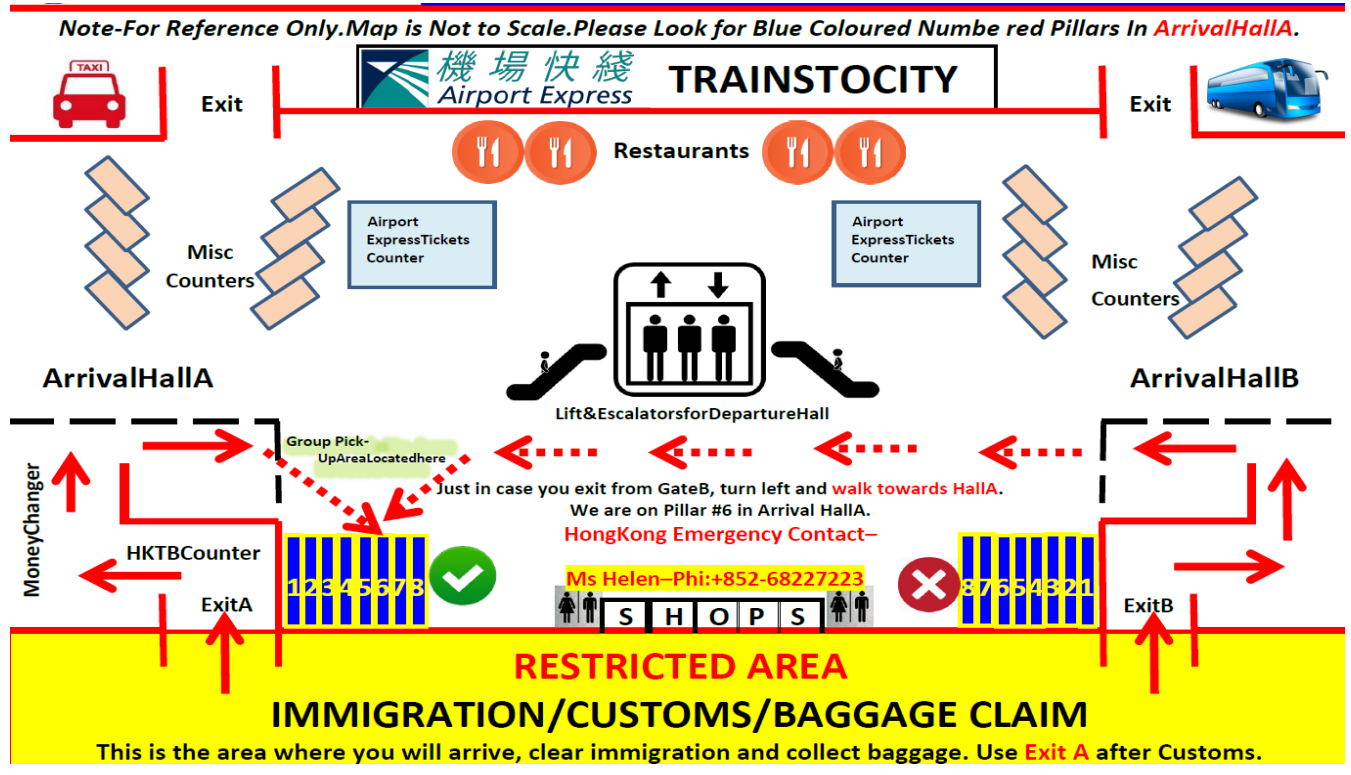 Note-For Reference Only.Map is Not to Scale.Please Look for Blue Coloured Numbe red Pillars In ArrivalHallA.
TAXI
Exit
機場快綫
Airport Express
TRAINSTOCITY
Exit
Restaurants
Misc
Counters
Airport
ExpressTickets
Counter
Airport
ExpressTickets
Counter
Misc
Counters
ArrivalHallA
ArrivalHallB
Lift&EscalatorsforDepartureHall
Group Pick-
UpAreaLocatedhere
Just in case you exit from GateB, turn left and walk towards HallA.
We are on Pillar #6 in Arrival HallA.
HongKong Emergency Contact–
Ms Helen–Phi:+852-68227223
MoneyChanger
HKTBCounter
ExitA
12345678
SHOPS
87654321
ExitB
RESTRICTED AREA
IMMIGRATION/CUSTOMS/BAGGAGE CLAIM
This is the area where you will arrive, clear immigration and collect baggage. Use Exit A after Customs.